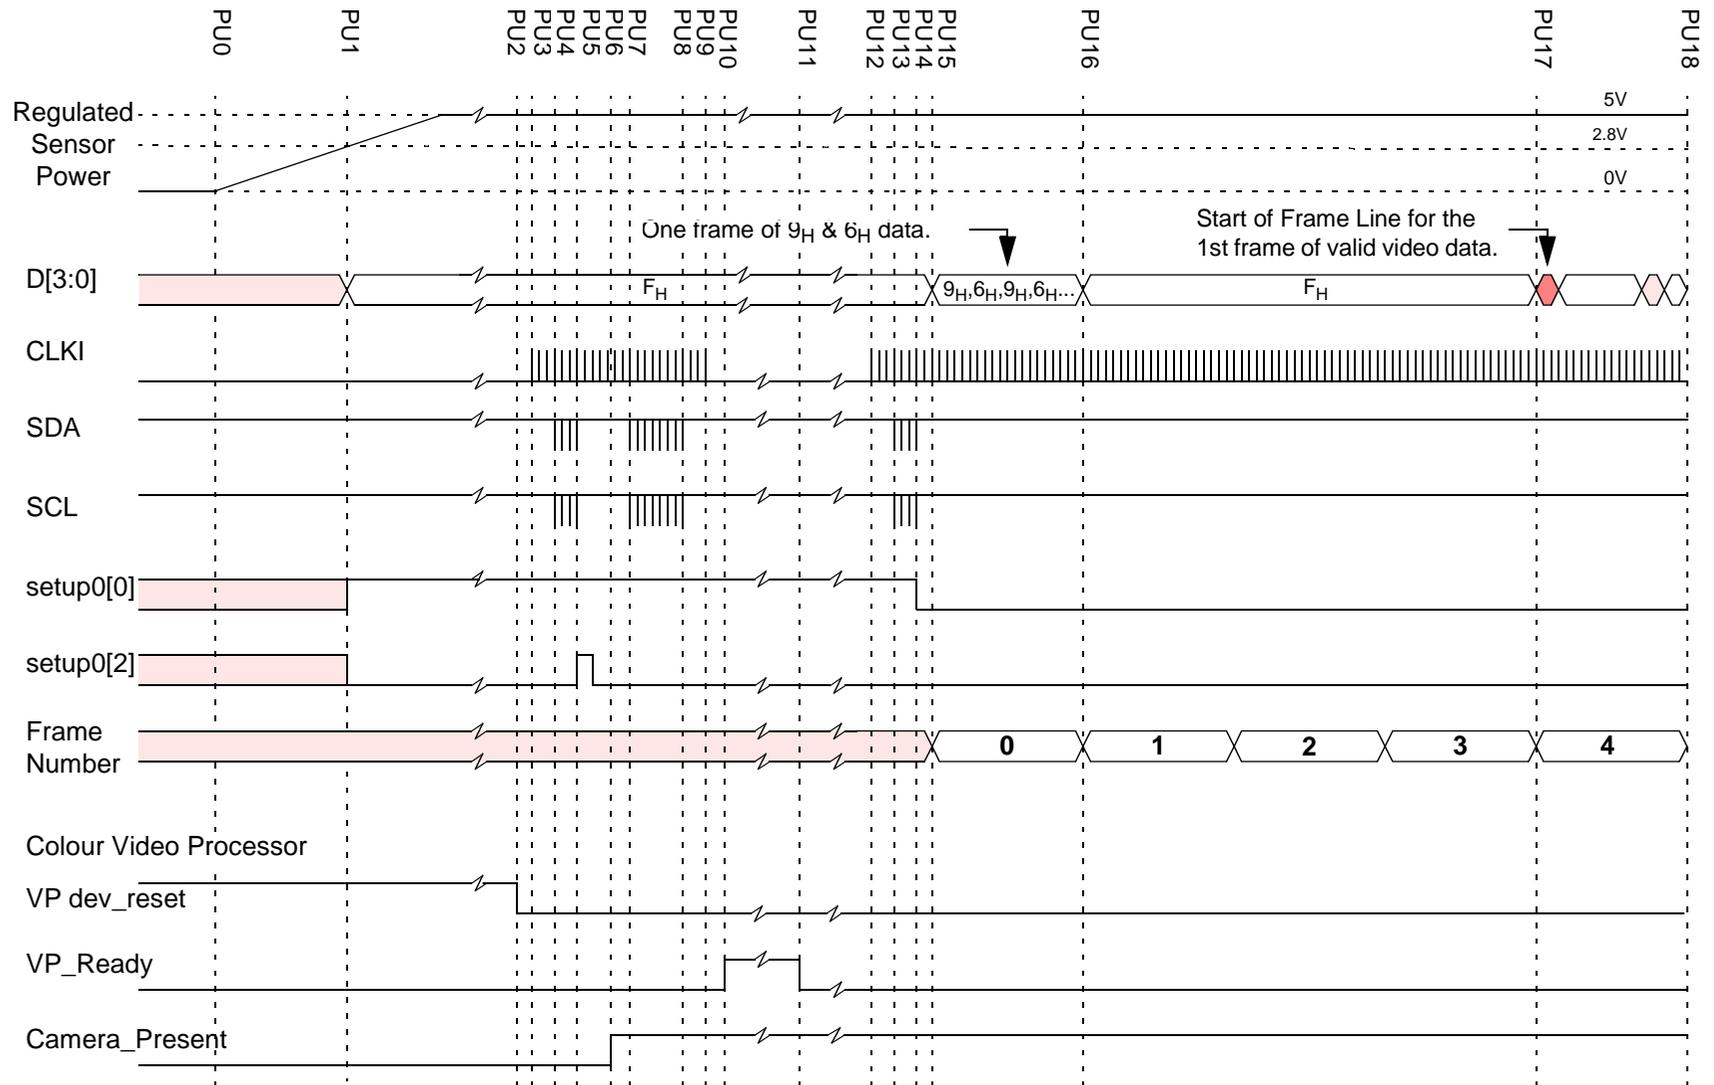 PU0 PU1 PU2 PU3 PU4 PU5 PU6 PU7 PU8 PU9 PU10 PU11 PU12 PU13 PU14 PU15 PU16 PU17 PU18
Regulated
Sensor
Power
5V
2.8V
0V
One frame of 9H & 6H data.
Start of Frame Line for the
1st frame of valid video data.
D[3:0]
FH
9H,6H,9H,6H...
FH
CLKI
SDA
SCL
setup0[0]
setup0[2]
Frame
Number
0 1 2 3 4
Colour Video Processor
VP dev_reset
VP_Ready
Camera_Present